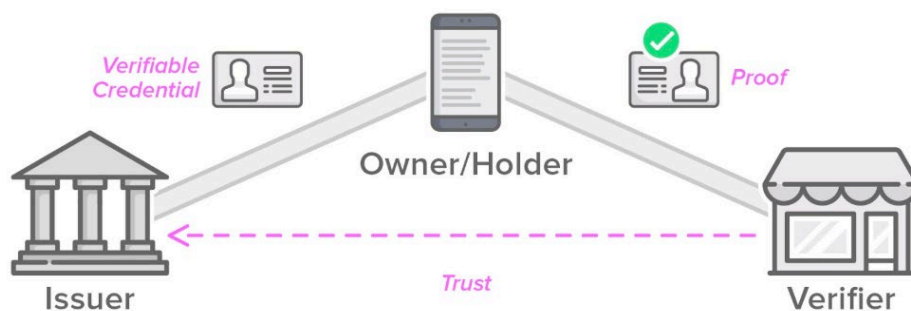 Verifiable
Credential
Proof
Owner/Holder
Trust
Issuer
Verifier